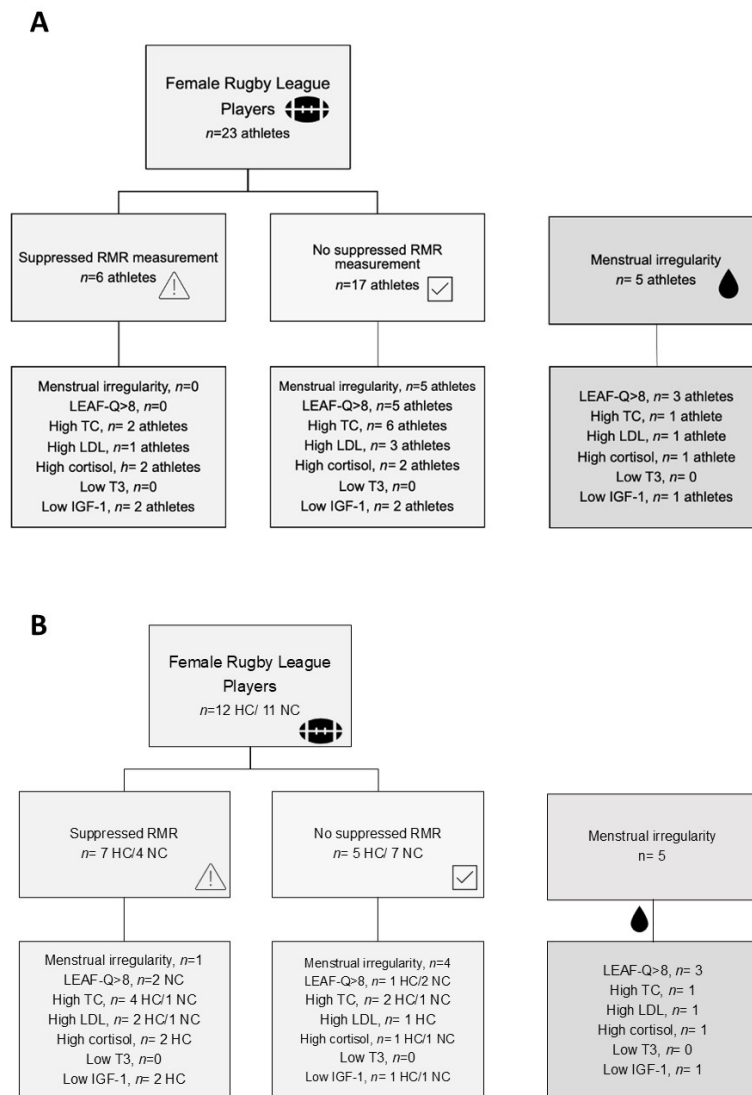 A
Female Rugby League
Players
n=23 athletes
Suppressed RMR measurement
n=6 athletes
No suppressed RMR
measurement
n=17 athletes
Menstrual irregularity
n= 5 athletes
Menstrual irregularity, n=0
LEAF-Q>8, n=0
High TC, n= 2 athletes
High LDL, n=1 athletes
High cortisol, h= 2 athletes
Low T3, n=0
Low IGF-1, n= 2 athletes
Menstrual irregularity, n=5 athletes
LEAF-Q>8, n=5 athletes
High TC, n= 6 athletes
High LDL, n= 3 athletes
High cortisol, n= 2 athletes
Low T3, n=0
Low IGF-1, n= 2 athletes
LEAF-Q>8, n= 3 athletes
High TC, n= 1 athlete
High LDL, n= 1 athlete
High cortisol, n= 1 athlete
Low T3, n= 0
Low IGF-1, n= 1 athletes
B
Female Rugby League
Players
n=12 HC/ 11 NC
Suppressed RMR
n= 7 HC/4 NC
No suppressed RMR
n= 5 HC/ 7 NC
Menstrual irregularity
n= 5
Menstrual irregularity, n=1
LEAF-Q>8, n=2 NC
High TC, n= 4 HC/1 NC
High LDL, n= 2 HC/1 NC
High cortisol, n= 2 HC
Low T3, n=0
Low IGF-1, n= 2 HC
Menstrual irregularity, n=4
LEAF-Q>8, n= 1 HC/2 NC
High TC, n= 2 HC/1 NC
High LDL, n= 1 HC
High cortisol, n= 1 HC/1 NC
Low T3, n=0
Low IGF-1, n= 1 HC/1 NC
LEAF-Q>8, n= 3
High TC, n= 1
High LDL, n= 1
High cortisol, n= 1
Low T3, n= 0
Low IGF-1, n= 1